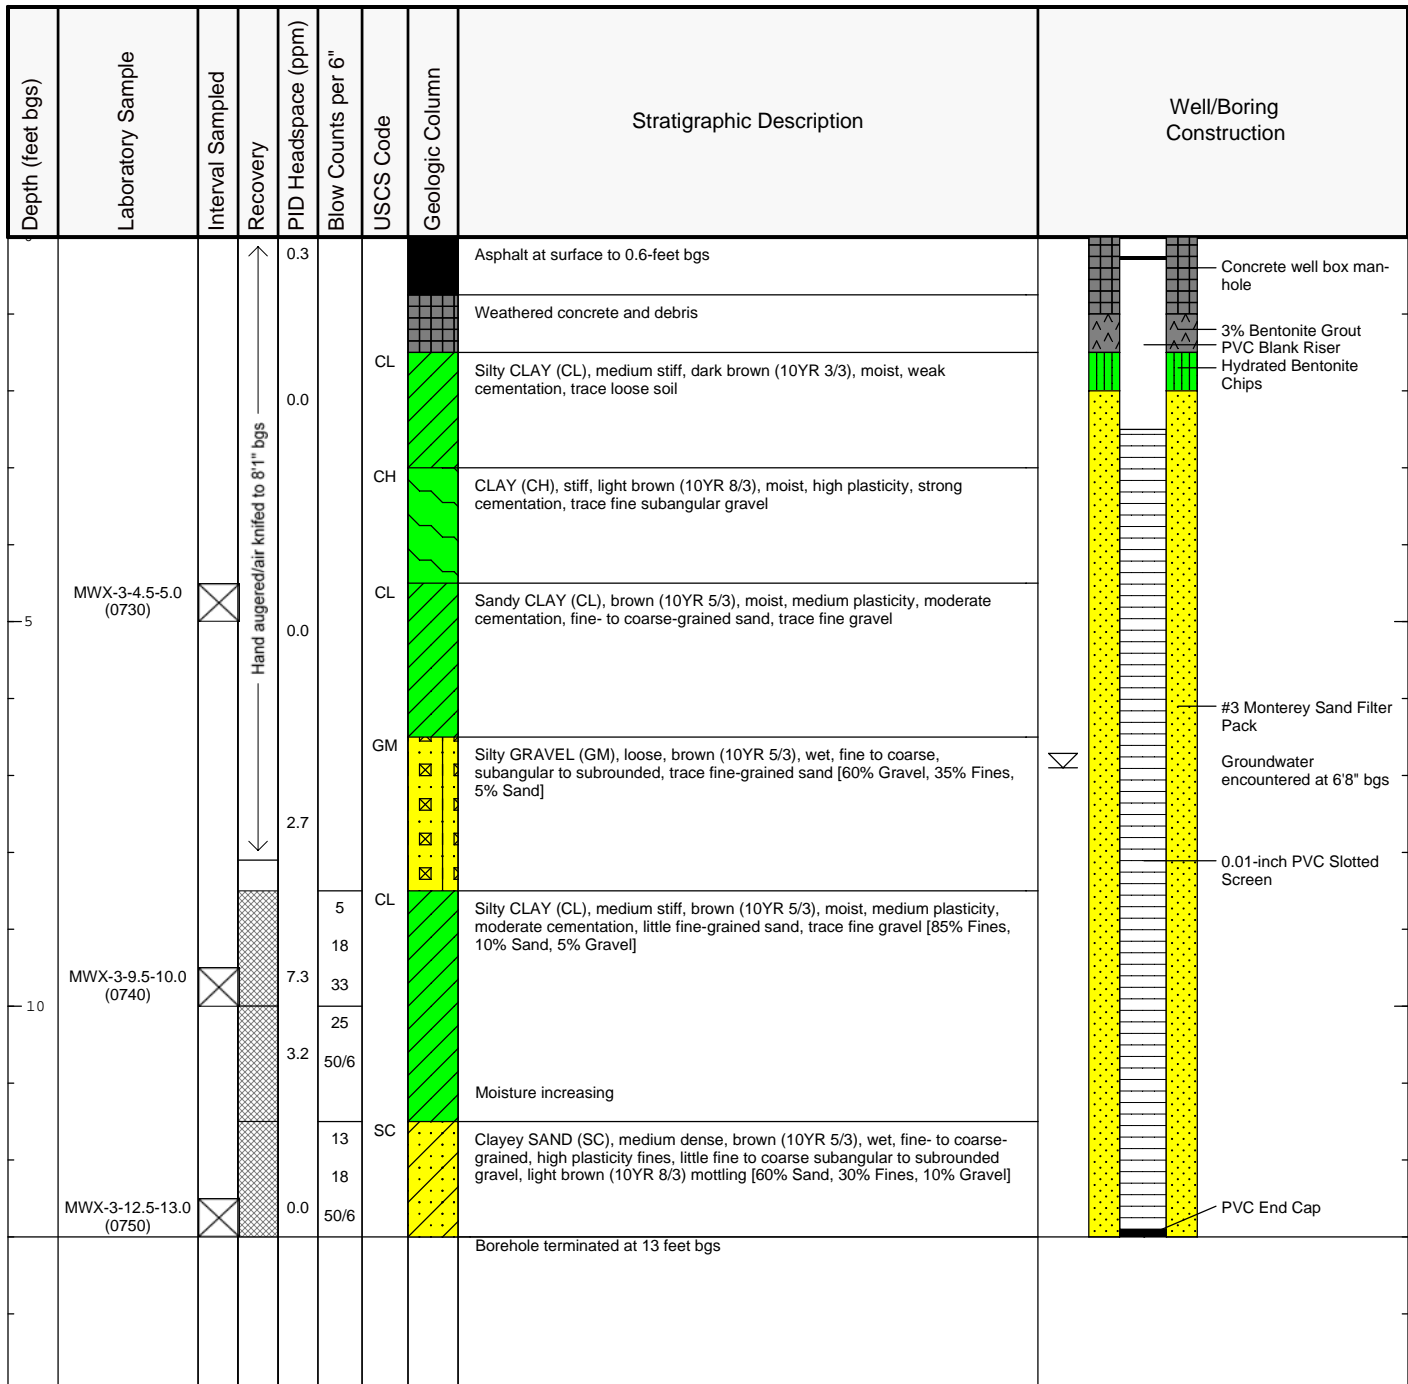 Depth (feet bgs)
Laboratory Sample
Interval Sampled
Recovery
PID Headspace (ppm)
Blow Counts per 6"
USCS Code
Geologic Column
Stratigraphic Description
Well/Boring
Construction
0.3
Asphalt at surface to 0.6-feet bgs
Concrete well box man-
hole
Weathered concrete and debris
3% Bentonite Grout
PVC Blank Riser
Hydrated Bentonite
Chips
CL
Silty CLAY (CL), medium stiff, dark brown (10YR 3/3), moist, weak
cementation, trace loose soil
0.0
Hand augered/air knifed to 8'1" bgs
CH
CLAY (CH), stiff, light brown (10YR 8/3), moist, high plasticity, strong
cementation, trace fine subangular gravel
MWX-3-4.5-5.0
(0730)
CL
Sandy CLAY (CL), brown (10YR 5/3), moist, medium plasticity, moderate
cementation, fine- to coarse-grained sand, trace fine gravel
5
0.0
#3 Monterey Sand Filter
Pack
GM
Silty GRAVEL (GM), loose, brown (10YR 5/3), wet, fine to coarse,
subangular to subrounded, trace fine-grained sand [60% Gravel, 35% Fines,
5% Sand]
Groundwater
encountered at 6'8" bgs
2.7
0.01-inch PVC Slotted
Screen
CL
5
18
33
Silty CLAY (CL), medium stiff, brown (10YR 5/3), moist, medium plasticity,
moderate cementation, little fine-grained sand, trace fine gravel [85% Fines,
10% Sand, 5% Gravel]
MWX-3-9.5-10.0
(0740)
7.3
10
25
3.2
50/6
Moisture increasing
SC
13
18
50/6
Clayey SAND (SC), medium dense, brown (10YR 5/3), wet, fine- to coarse-
grained, high plasticity fines, little fine to coarse subangular to subrounded
gravel, light brown (10YR 8/3) mottling [60% Sand, 30% Fines, 10% Gravel]
MWX-3-12.5-13.0
(0750)
0.0
PVC End Cap
Borehole terminated at 13 feet bgs